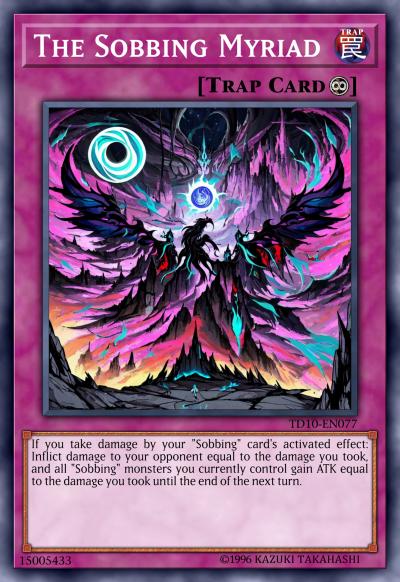 The Sobbing Myriad
TRAP
罠
[Trap Card]
TD10-EN077
If you take damage by your "Sobbing" card's activated effect:
Inflict damage to your opponent equal to the damage you took,
and all "Sobbing" monsters you currently control gain ATK equal
to the damage you took until the end of the next turn.
15005433
©1996 KAZUKI TAKAHASHI